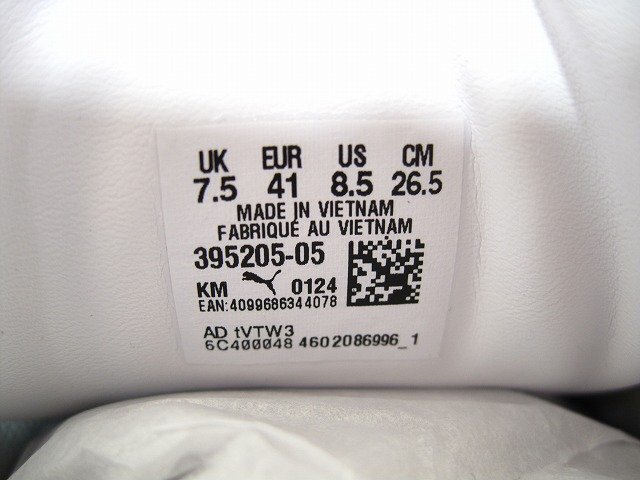 UK EUR US CM
7.5 41 8.5 26.5
MADE IN VIETNAM
FABRIQUÉ AU VIETNAM
395205-05
KM 0124
EAN:4099686344078
AD tVTW3
6C400048 4602086996_1